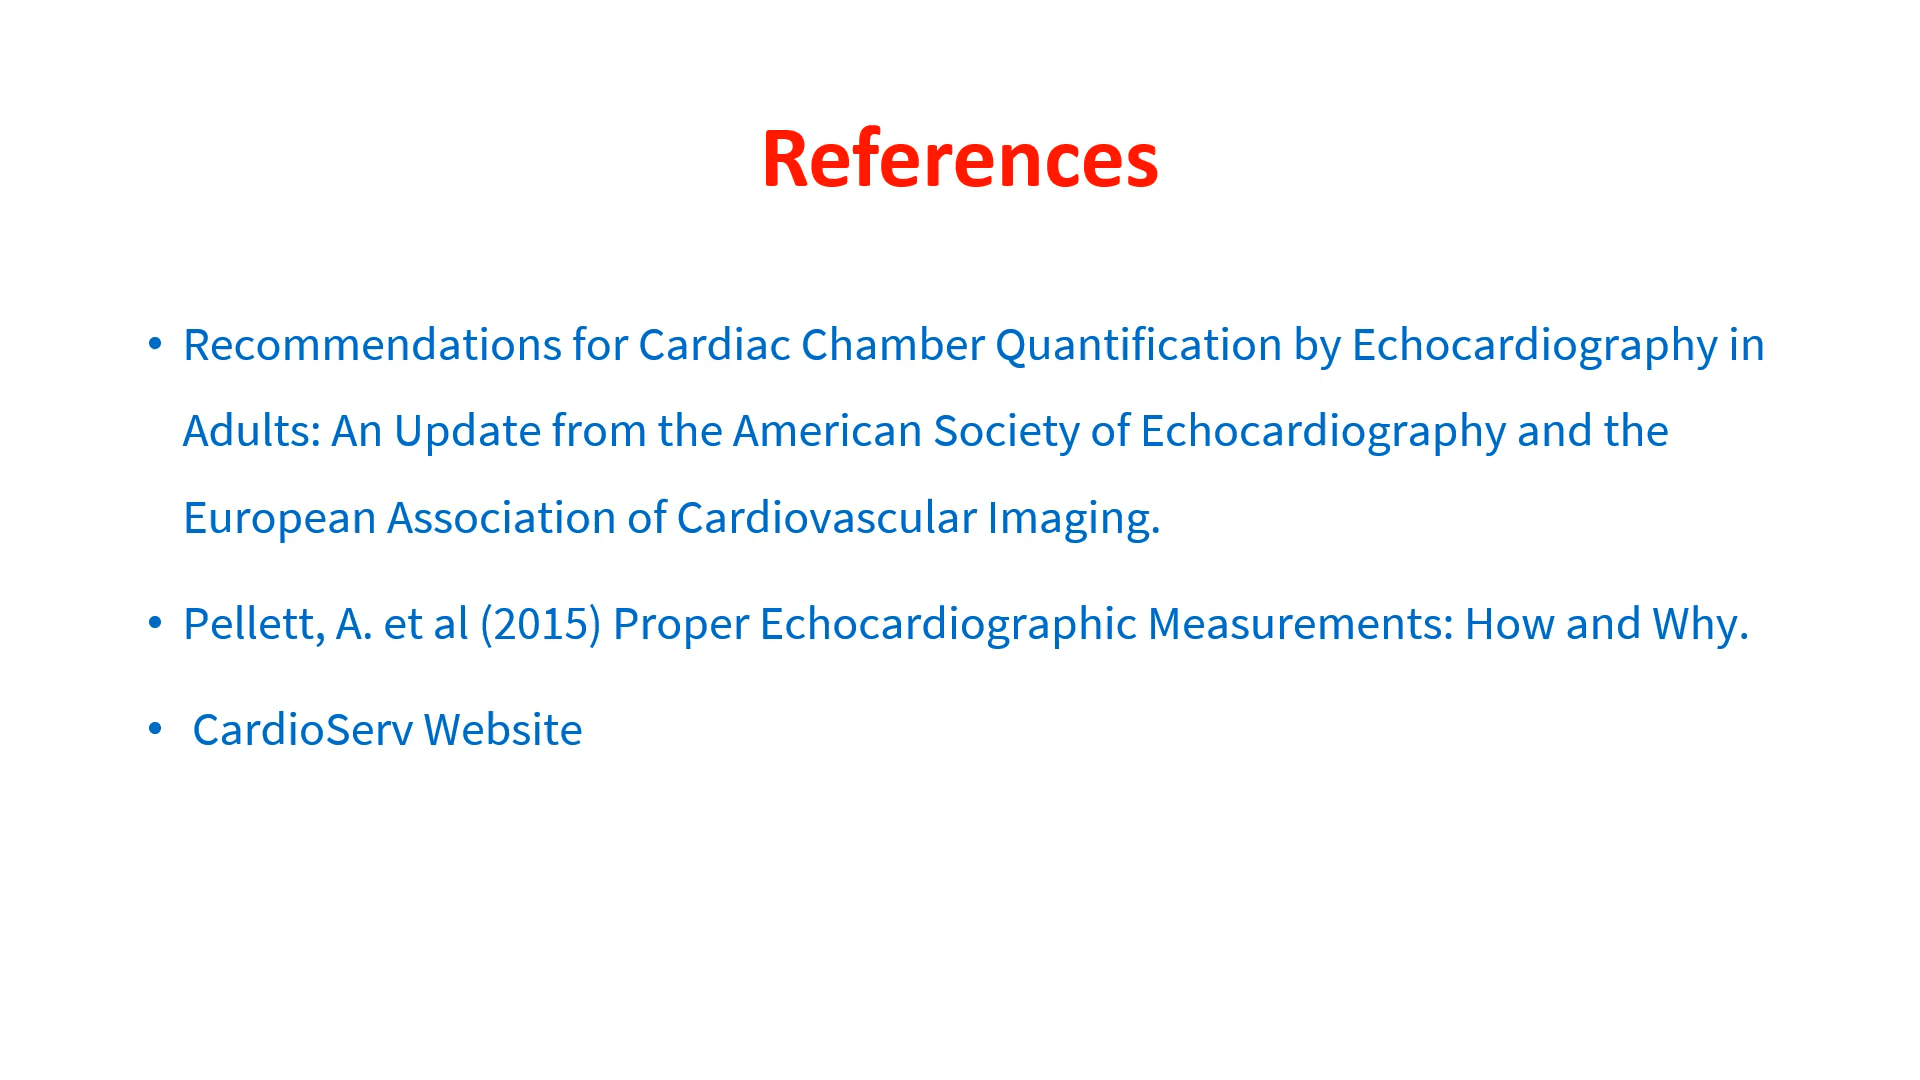 References
• Recommendations for Cardiac Chamber Quantification by Echocardiography in
Adults: An Update from the American Society of Echocardiography and the
European Association of Cardiovascular Imaging.
• Pellett, A. et al (2015) Proper Echocardiographic Measurements: How and Why.
• CardioServ Website